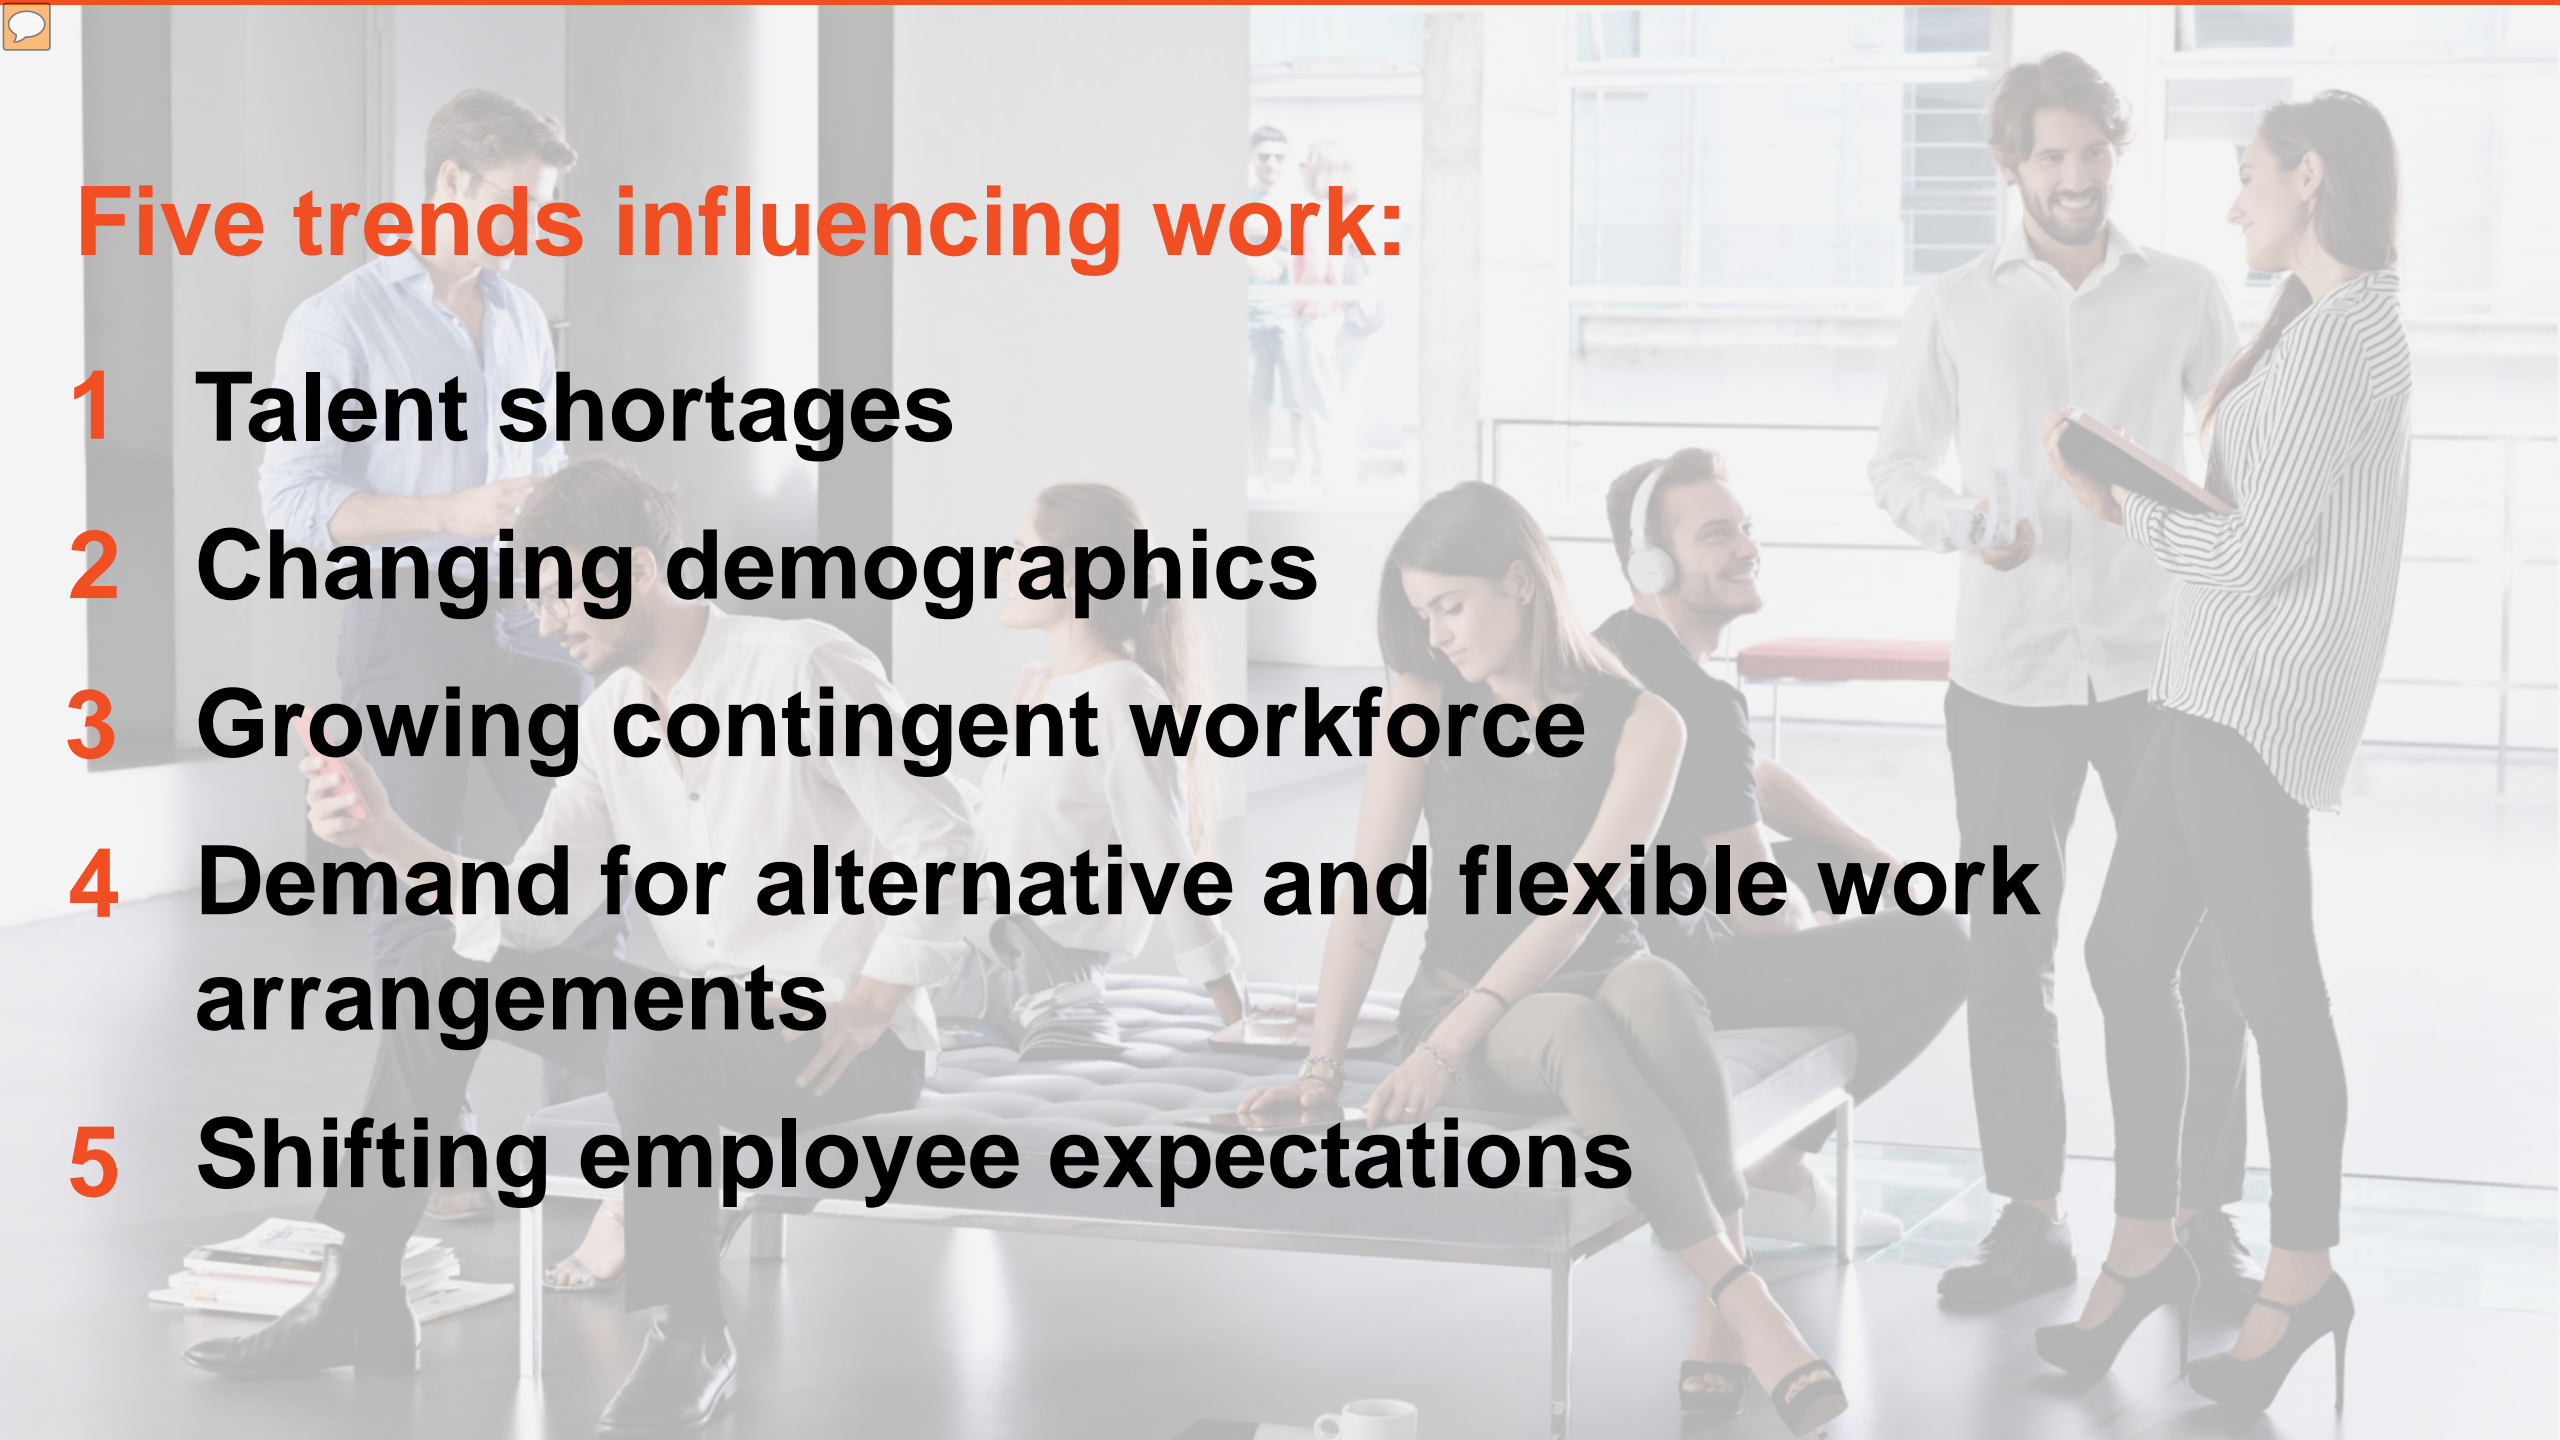 Five trends influencing work:
1 Talent shortages
2 Changing demographics
3 Growing contingent workforce
4 Demand for alternative and flexible work
arrangements
5 Shifting employee expectations